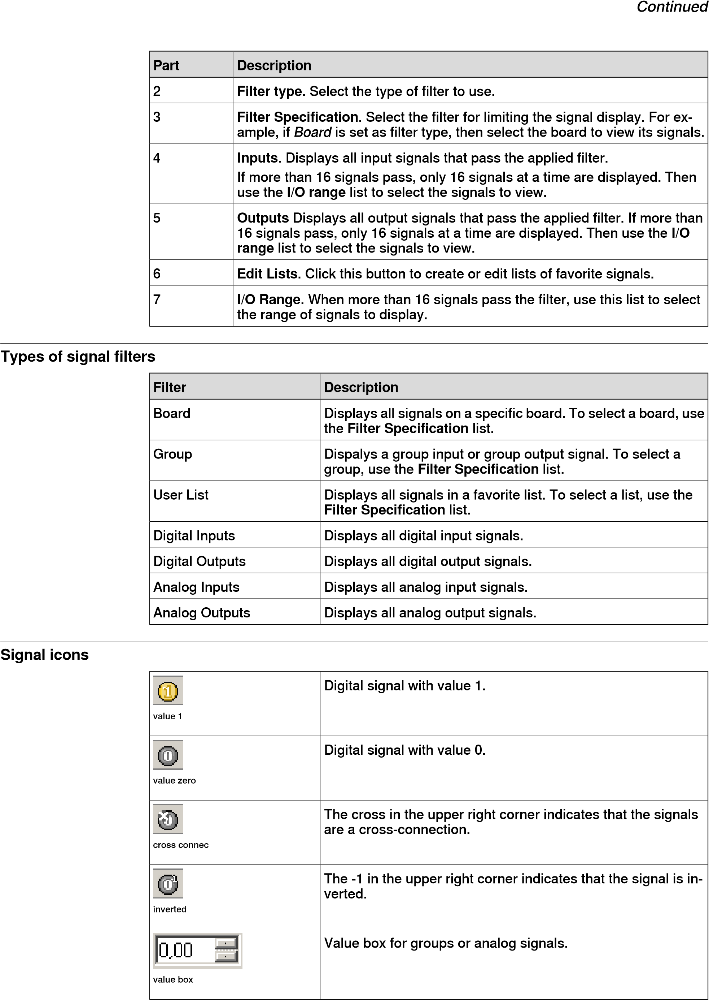 Continued
Part Description
2 Filter type. Select the type of filter to use.
3 Filter Specification. Select the filter for limiting the signal display. For ex-
ample, if Board is set as filter type, then select the board to view its signals.
4 Inputs. Displays all input signals that pass the applied filter.
If more than 16 signals pass, only 16 signals at a time are displayed. Then
use the I/O range list to select the signals to view.
5 Outputs Displays all output signals that pass the applied filter. If more than
16 signals pass, only 16 signals at a time are displayed. Then use the I/O
range list to select the signals to view.
6 Edit Lists. Click this button to create or edit lists of favorite signals.
7 I/O Range. When more than 16 signals pass the filter, use this list to select
the range of signals to display.
Types of signal filters
Filter Description
Board Displays all signals on a specific board. To select a board, use
the Filter Specification list.
Group Dispalys a group input or group output signal. To select a
group, use the Filter Specification list.
User List Displays all signals in a favorite list. To select a list, use the
Filter Specification list.
Digital Inputs Displays all digital input signals.
Digital Outputs Displays all digital output signals.
Analog Inputs Displays all analog input signals.
Analog Outputs Displays all analog output signals.
Signal icons
1 Digital signal with value 1.
value 1
0 Digital signal with value 0.
value zero
0 The cross in the upper right corner indicates that the signals
are a cross-connection.
cross connec
0 -1 The -1 in the upper right corner indicates that the signal is in-
verted.
inverted
0,00 Value box for groups or analog signals.
value box